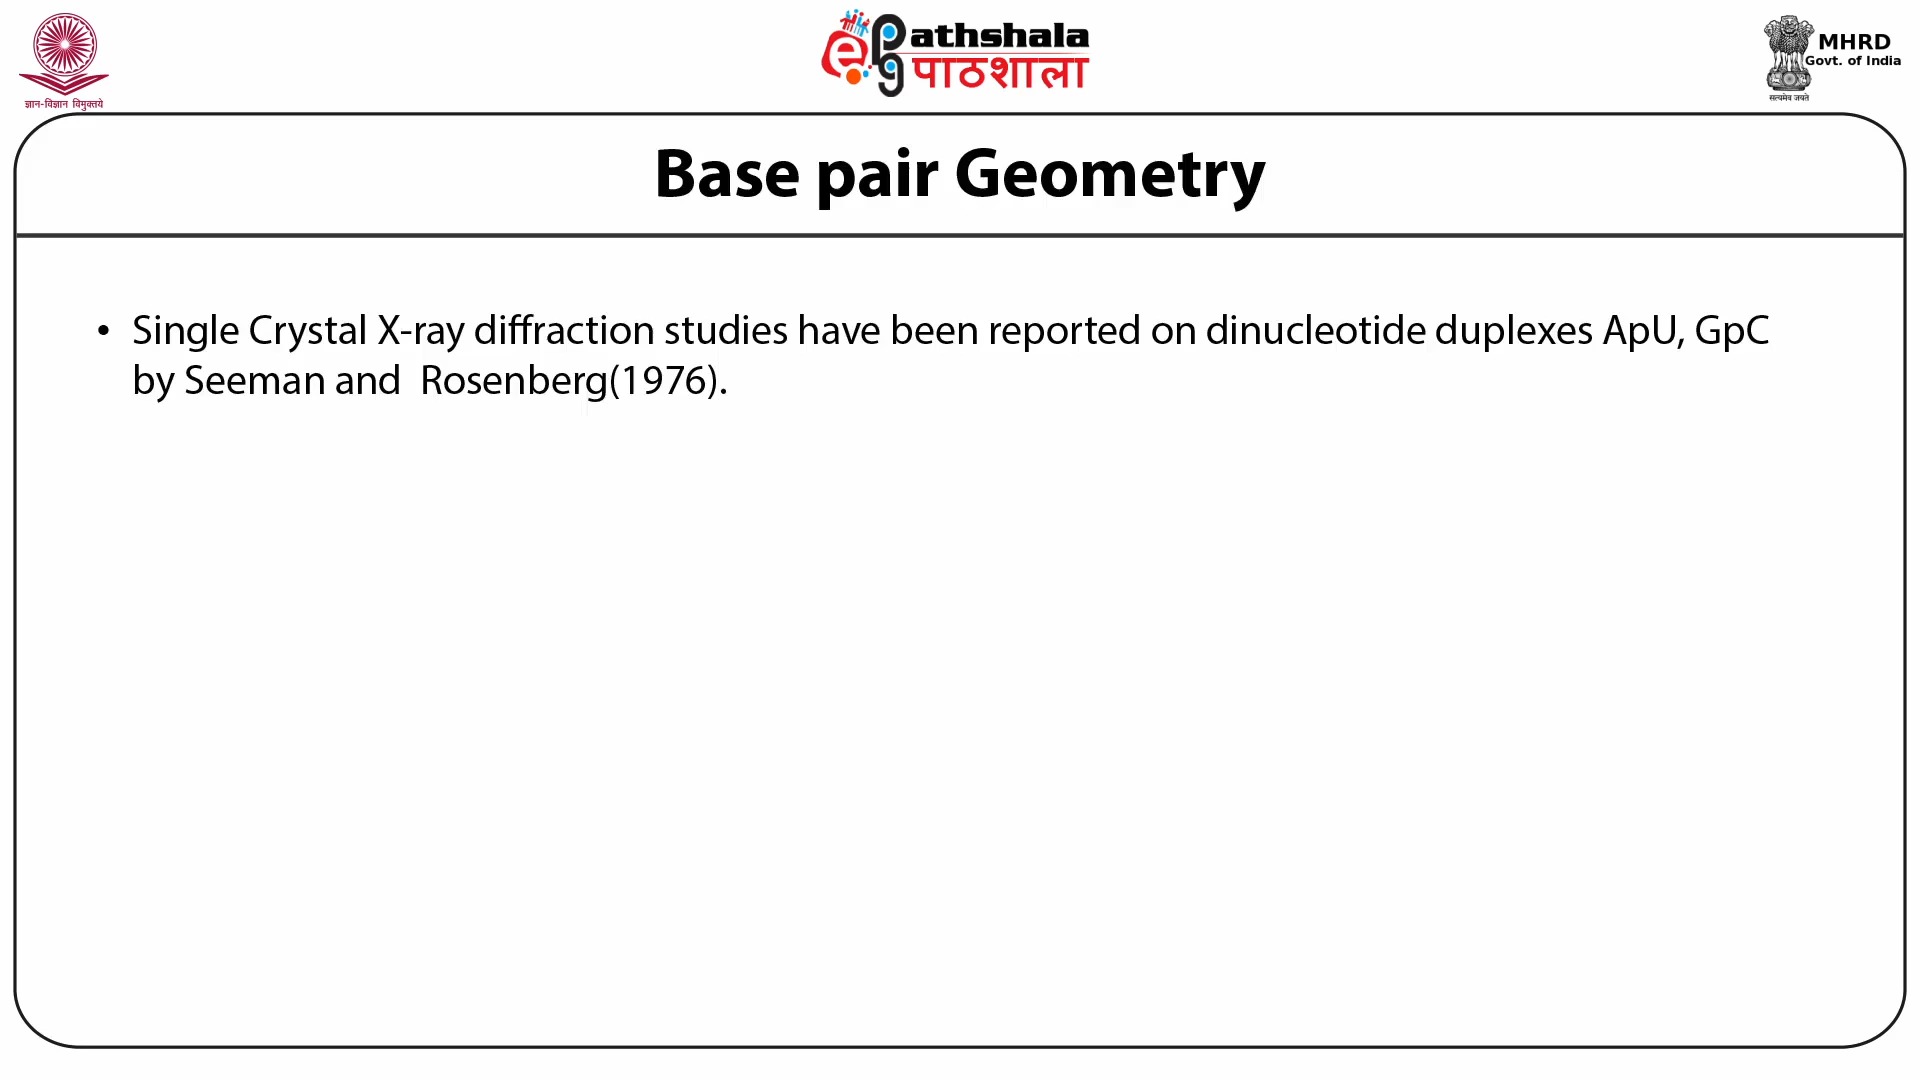 ज्ञान-विज्ञान विमुक्तये
e pg athshala
पाठशाला
MHRD
Govt. of India
सत्यमेव जयते
Base pair Geometry
• Single Crystal X-ray diffraction studies have been reported on dinucleotide duplexes ApU, GpC
by Seeman and  Rosenberg(1976).